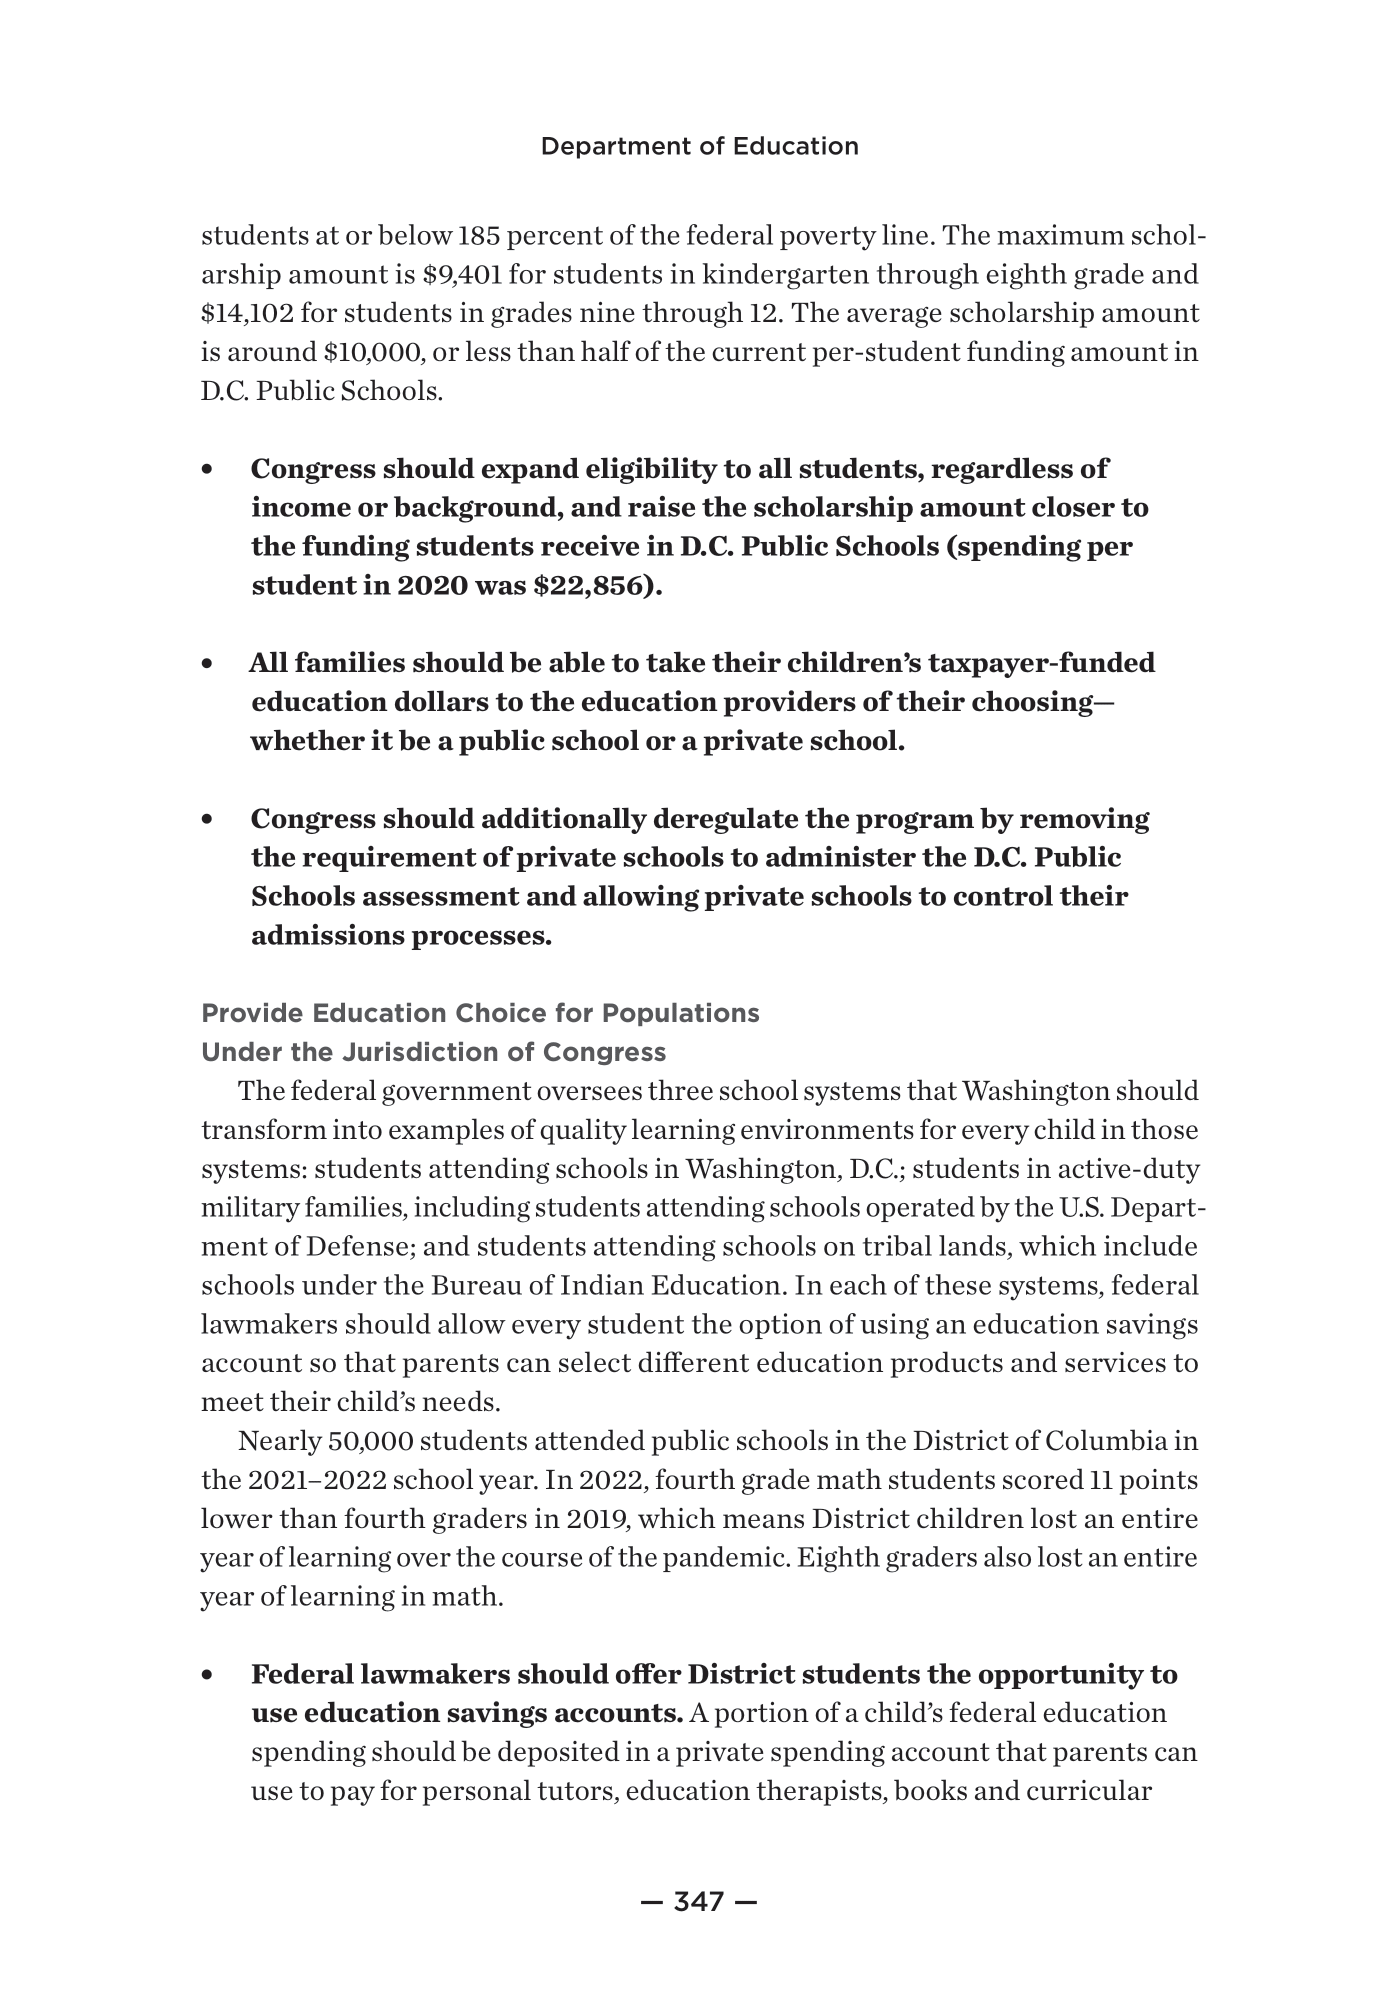 Department of Education
students at or below 185 percent of the federal poverty line. The maximum schol-
arship amount is $9,401 for students in kindergarten through eighth grade and
$14,102 for students in grades nine through 12. The average scholarship amount
is around $10,000, or less than half of the current per-student funding amount in
D.C. Public Schools.
• Congress should expand eligibility to all students, regardless of
income or background, and raise the scholarship amount closer to
the funding students receive in D.C. Public Schools (spending per
student in 2020 was $22,856).
• All families should be able to take their children’s taxpayer-funded
education dollars to the education providers of their choosing—
whether it be a public school or a private school.
• Congress should additionally deregulate the program by removing
the requirement of private schools to administer the D.C. Public
Schools assessment and allowing private schools to control their
admissions processes.
Provide Education Choice for Populations
Under the Jurisdiction of Congress
The federal government oversees three school systems that Washington should
transform into examples of quality learning environments for every child in those
systems: students attending schools in Washington, D.C.; students in active-duty
military families, including students attending schools operated by the U.S. Depart-
ment of Defense; and students attending schools on tribal lands, which include
schools under the Bureau of Indian Education. In each of these systems, federal
lawmakers should allow every student the option of using an education savings
account so that parents can select different education products and services to
meet their child’s needs.
Nearly 50,000 students attended public schools in the District of Columbia in
the 2021–2022 school year. In 2022, fourth grade math students scored 11 points
lower than fourth graders in 2019, which means District children lost an entire
year of learning over the course of the pandemic. Eighth graders also lost an entire
year of learning in math.
• Federal lawmakers should offer District students the opportunity to
use education savings accounts. A portion of a child’s federal education
spending should be deposited in a private spending account that parents can
use to pay for personal tutors, education therapists, books and curricular
— 347 —